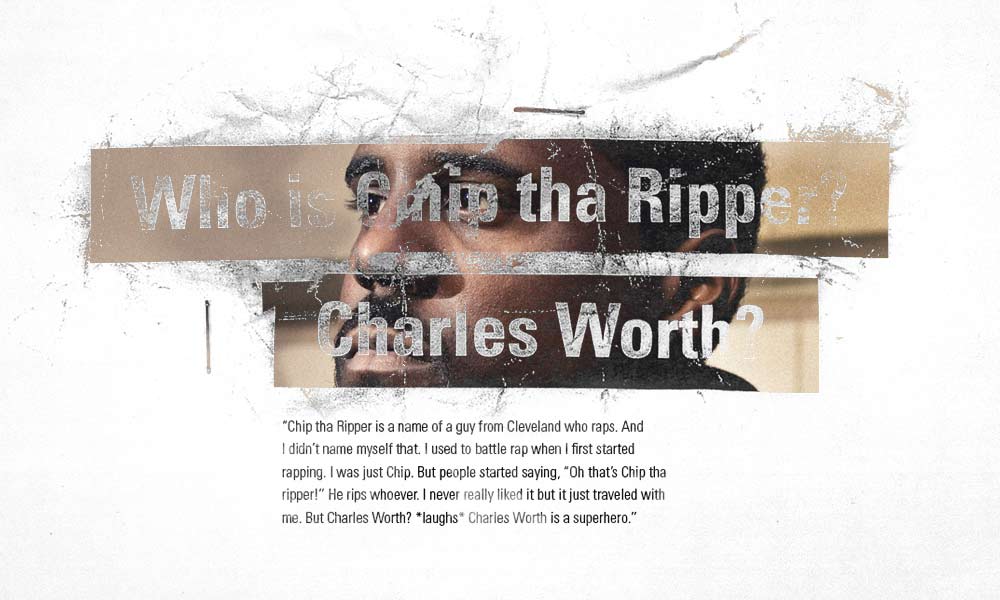 Who is Chip tha Ripper?
Charles Worth?
“Chip tha Ripper is a name of a guy from Cleveland who raps. And
I didn’t name myself that. I used to battle rap when I first started
rapping. I was just Chip. But people started saying, “Oh that’s Chip tha
ripper!” He rips whoever. I never really liked it but it just traveled with
me. But Charles Worth? *laughs* Charles Worth is a superhero.”